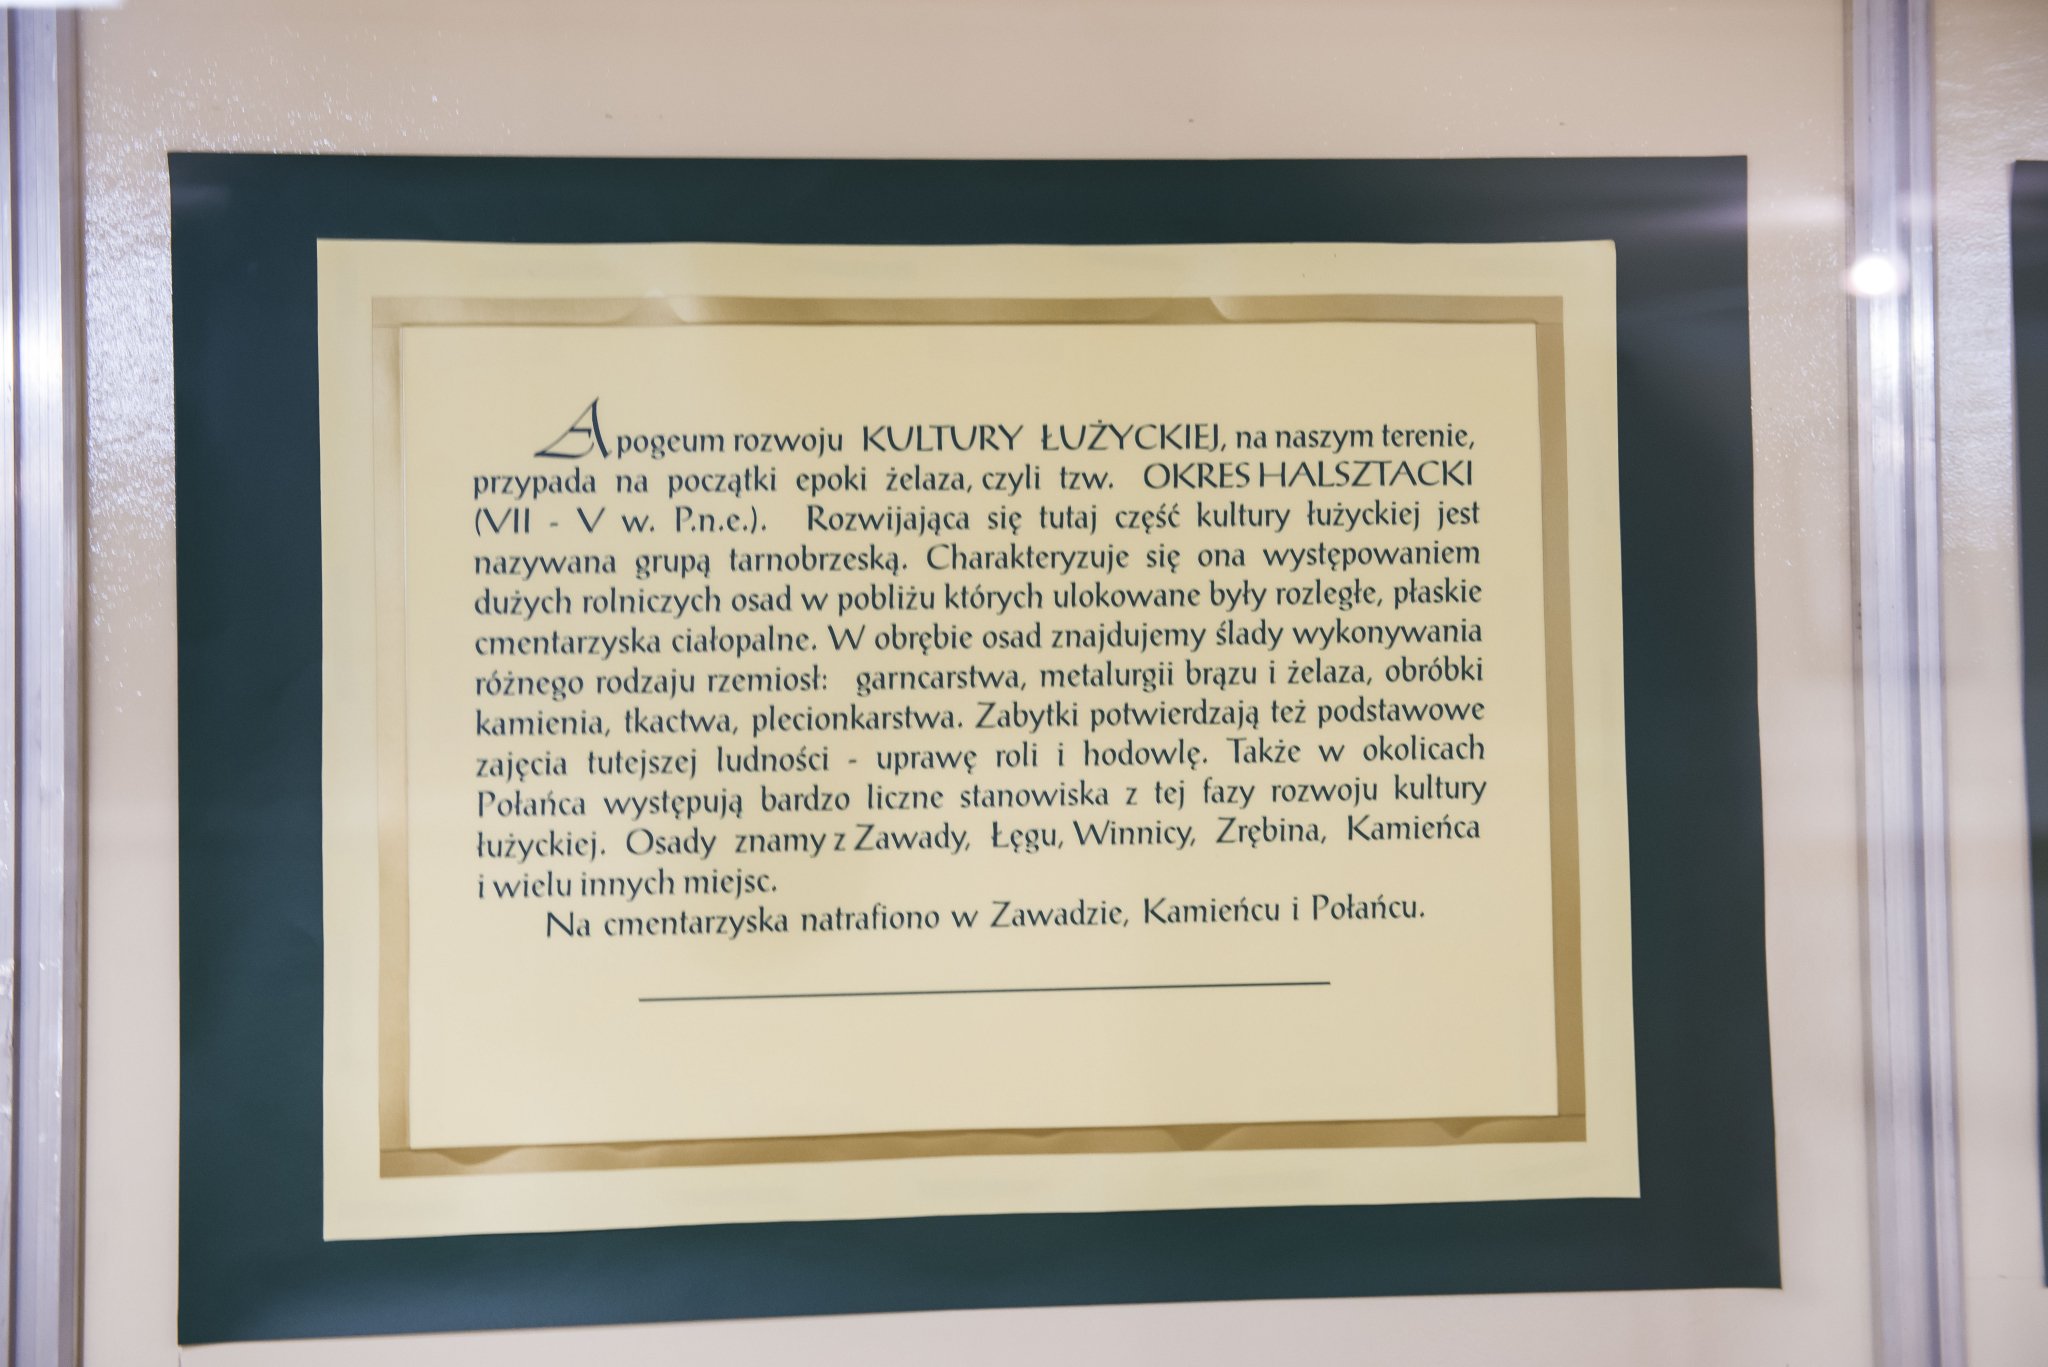 Apogeum rozwoju KULTURY ŁUŻYCKIEJ, na naszym terenie,
przypada na początki epoki żelaza, czyli tzw. OKRES HALSZTACKI
(VII - V w. P.n.e.). Rozwijająca się tutaj część kultury łużyckiej jest
nazywana grupą tarnobrzeską. Charakteryzuje się ona występowaniem
dużych rolniczych osad w pobliżu których ulokowane były rozległe, płaskie
cmentarzyska ciałopalne. W obrębie osad znajdujemy ślady wykonywania
różnego rodzaju rzemiosł: garncarstwa, metalurgii brązu i żelaza, obróbki
kamienia, tkactwa, plecionkarstwa. Zabytki potwierdzają też podstawowe
zajęcia tutejszej ludności - uprawę roli i hodowlę. Także w okolicach
Połańca występują bardzo liczne stanowiska z tej fazy rozwoju kultury
łużyckiej. Osady znamy z Zawady, Łęgu, Winnicy, Zrębina, Kamieńca
i wielu innych miejsc.
Na cmentarzyska natrafiono w Zawadzie, Kamieńcu i Połańcu.